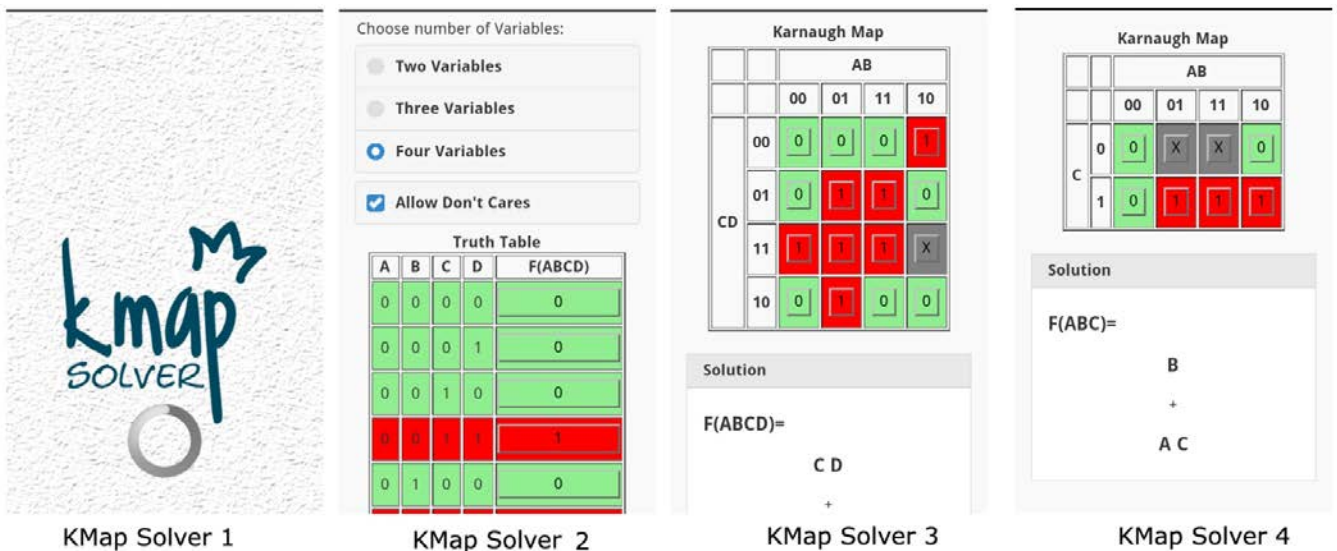 kmap
SOLVER
KMap Solver 1
Choose number of Variables:
Two Variables
Three Variables
Four Variables
Allow Don't Cares
Truth Table
A B C D F(ABCD)
0 0 0 0 0
0 0 0 1 0
0 0 1 0 0
0 0 1 1 1
0 1 0 0 0
KMap Solver 2
Karnaugh Map
AB
00 01 11 10
00 0 0 0 1
01 0 1 1 0
CD
11 1 1 1 X
10 0 1 0 0
Solution
F(ABCD)=
C D
+
KMap Solver 3
Karnaugh Map
AB
00 01 11 10
0 0 X X 0
C
1 0 1 1 1
Solution
F(ABC)=
B
+
A C
KMap Solver 4